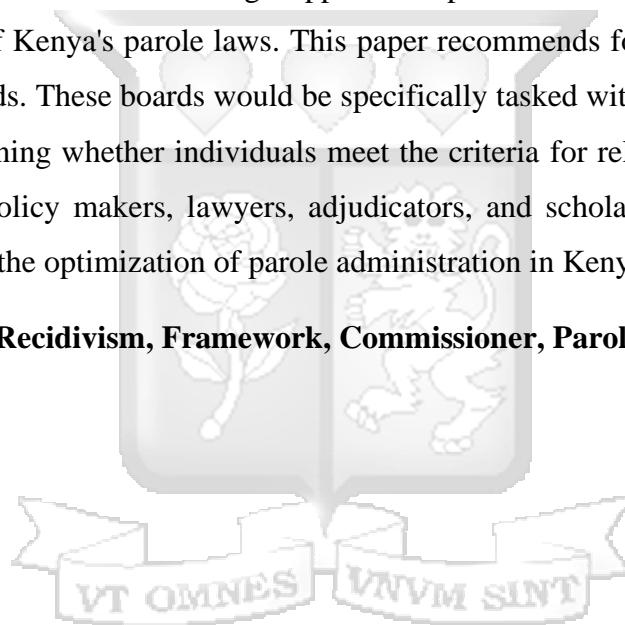 f Kenya's parole laws. This paper recommends fo
ds. These boards would be specifically tasked wit
ning whether individuals meet the criteria for rel
olicy makers, lawyers, adjudicators, and schola
the optimization of parole administration in Keny
Recidivism, Framework, Commissioner, Parol
VT OMNES VNVM SINT